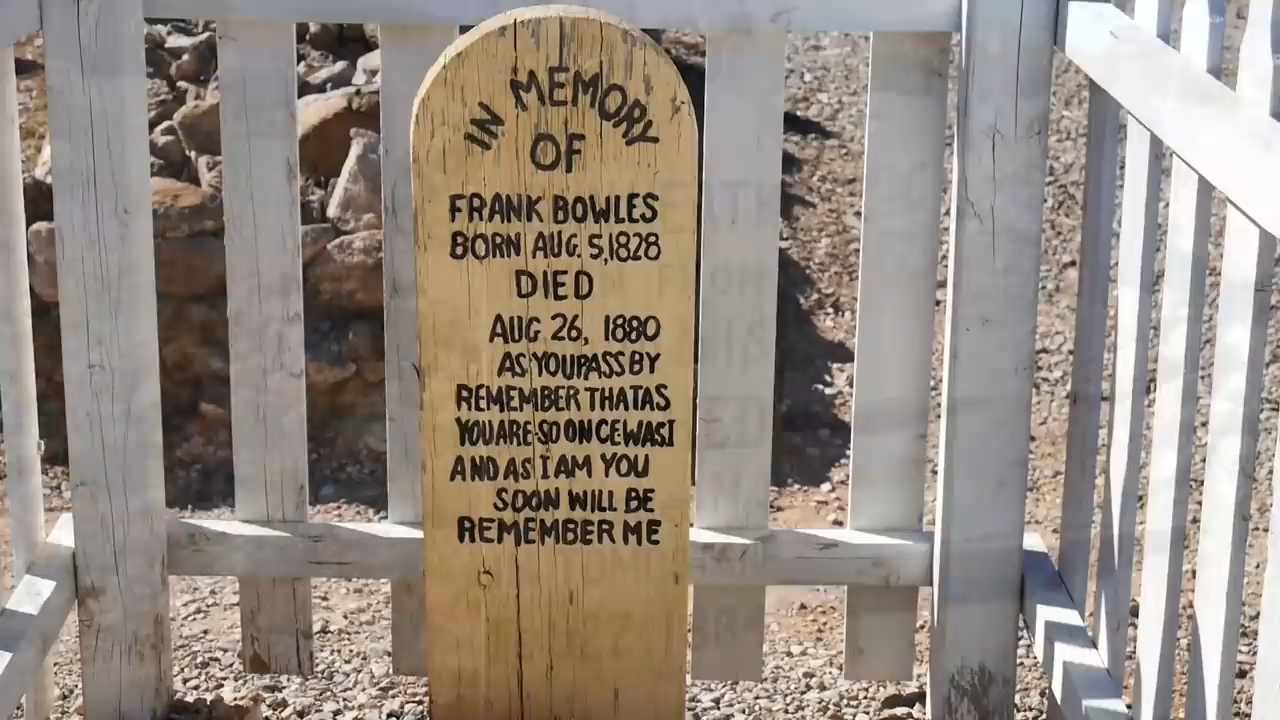 IN MEMORY
OF
FRANK BOWLES
BORN AUG. 5, 1828
DIED
AUG 26, 1880
AS YOU PASS BY
REMEMBER THAT AS
YOU ARE SO ONCE WAS I
AND AS I AM YOU
SOON WILL BE
REMEMBER ME